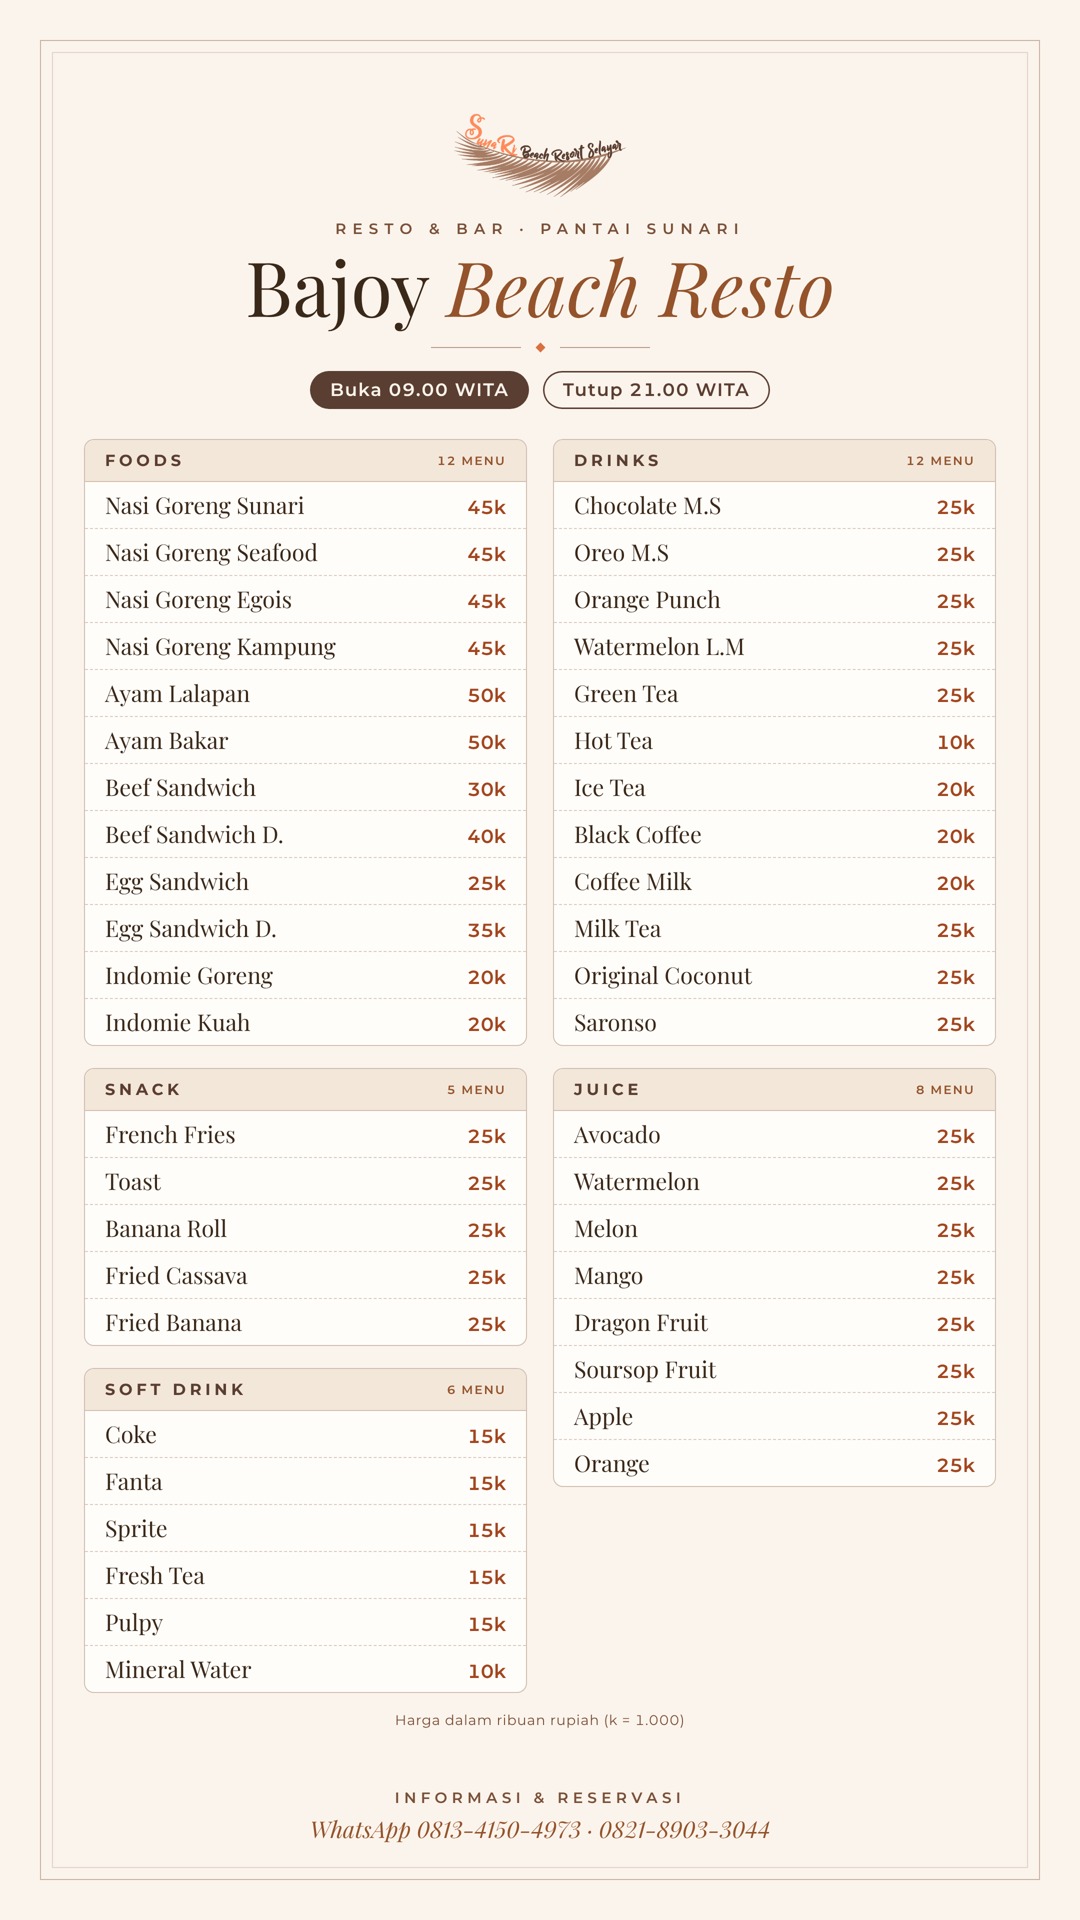 SunaRi Beach Resort Selayar
RESTO & BAR · PANTAI SUNARI
Bajoy Beach Resto
Buka 09.00 WITA
Tutup 21.00 WITA
FOODS 12 MENU
Nasi Goreng Sunari 45k
Nasi Goreng Seafood 45k
Nasi Goreng Egois 45k
Nasi Goreng Kampung 45k
Ayam Lalapan 50k
Ayam Bakar 50k
Beef Sandwich 30k
Beef Sandwich D. 40k
Egg Sandwich 25k
Egg Sandwich D. 35k
Indomie Goreng 20k
Indomie Kuah 20k
SNACK 5 MENU
French Fries 25k
Toast 25k
Banana Roll 25k
Fried Cassava 25k
Fried Banana 25k
SOFT DRINK 6 MENU
Coke 15k
Fanta 15k
Sprite 15k
Fresh Tea 15k
Pulpy 15k
Mineral Water 10k
DRINKS 12 MENU
Chocolate M.S 25k
Oreo M.S 25k
Orange Punch 25k
Watermelon L.M 25k
Green Tea 25k
Hot Tea 10k
Ice Tea 20k
Black Coffee 20k
Coffee Milk 20k
Milk Tea 25k
Original Coconut 25k
Saronso 25k
JUICE 8 MENU
Avocado 25k
Watermelon 25k
Melon 25k
Mango 25k
Dragon Fruit 25k
Soursop Fruit 25k
Apple 25k
Orange 25k
Harga dalam ribuan rupiah (k = 1.000)
INFORMASI & RESERVASI
WhatsApp 0813-4150-4973 · 0821-8903-3044